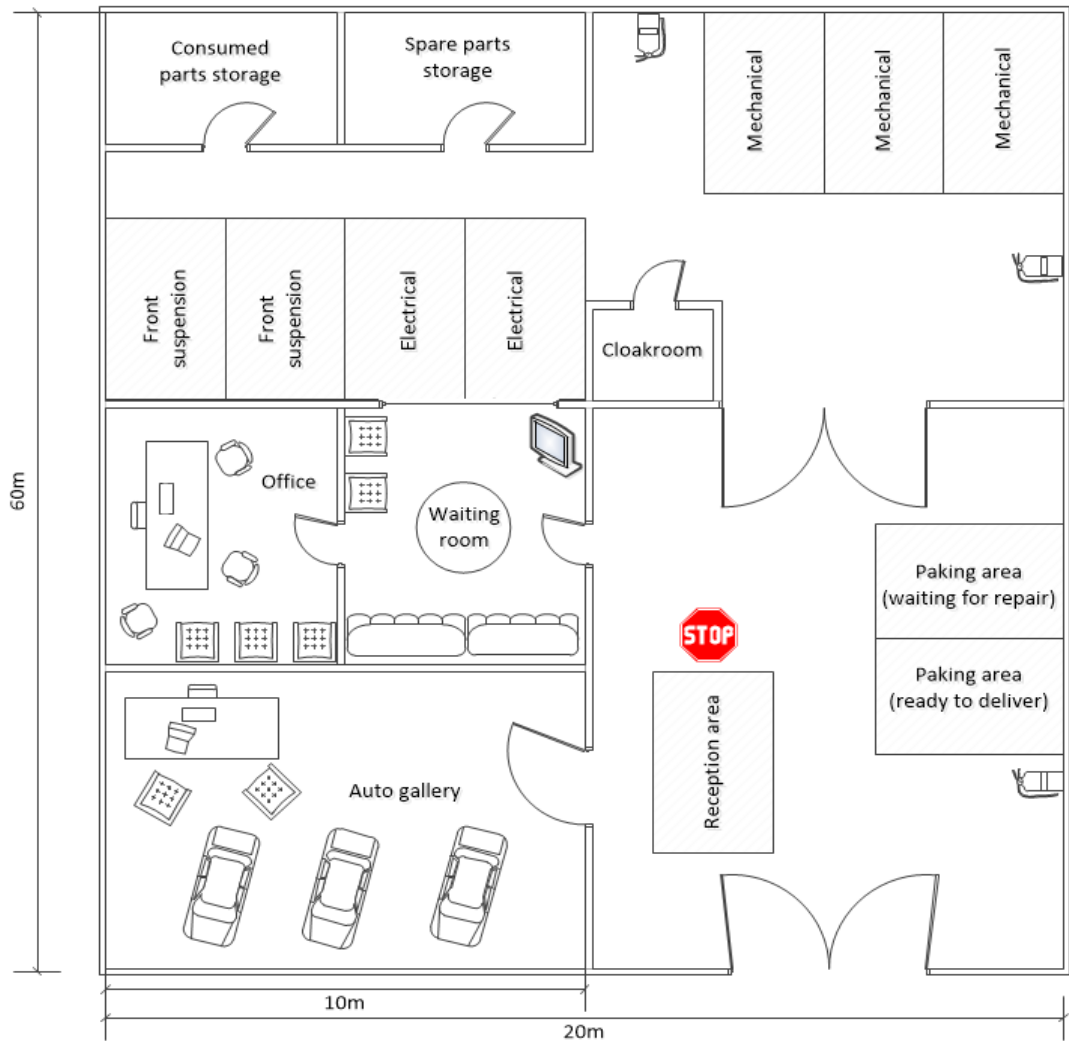 Consumed
parts storage
Spare parts
storage
Mechanical
Mechanical
Mechanical
Front
suspension
Front
suspension
Electrical
Electrical
Cloakroom
60m
Office
Waiting
room
Paking area
(waiting for repair)
STOP
Paking area
(ready to deliver)
Reception area
Auto gallery
10m
20m